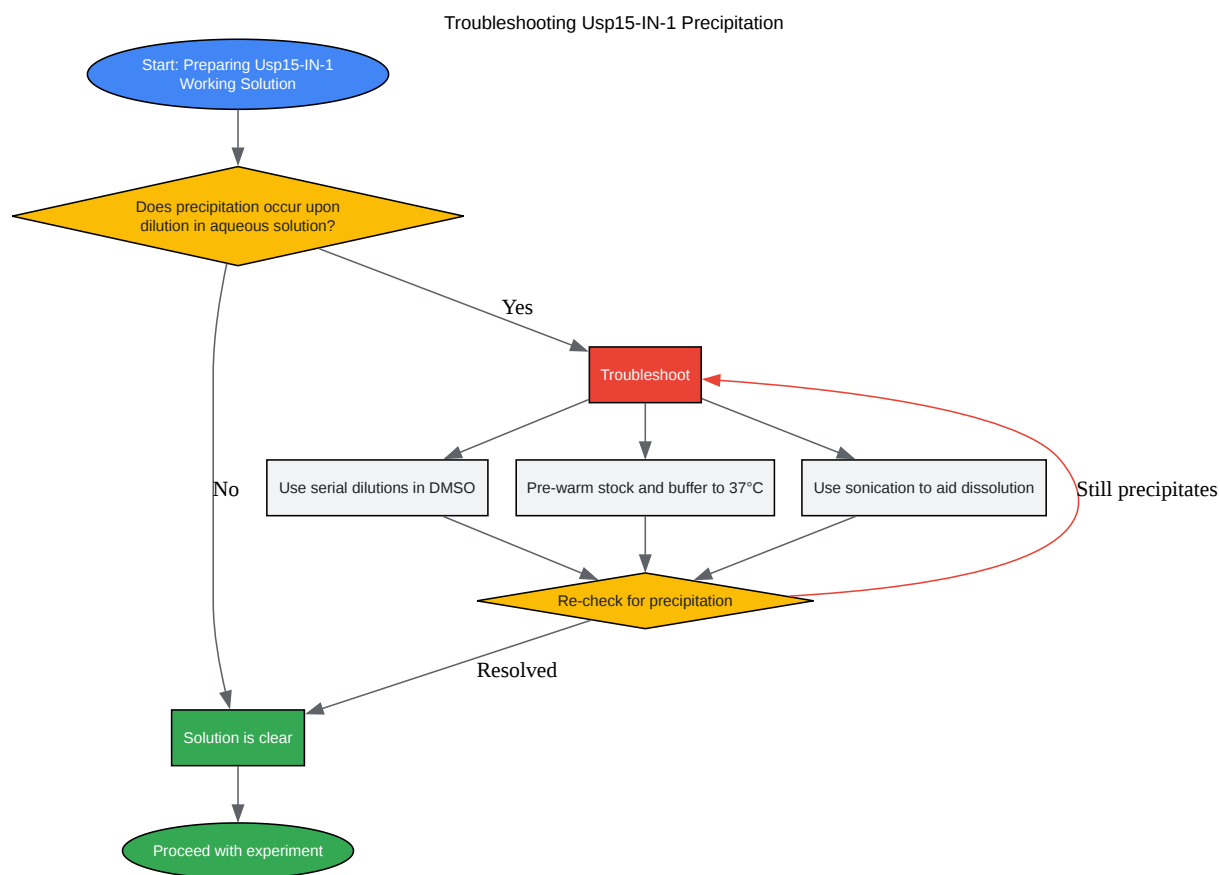 Troubleshooting Usp15-IN-1 Precipitation
Start: Preparing Usp15-IN-1
Working Solution
Does precipitation occur upon
dilution in aqueous solution?
Yes
Troubleshoot
No
Use serial dilutions in DMSO
Pre-warm stock and buffer to 37°C
Use sonication to aid dissolution
Still precipitates
Re-check for precipitation
Resolved
Solution is clear
Proceed with experiment